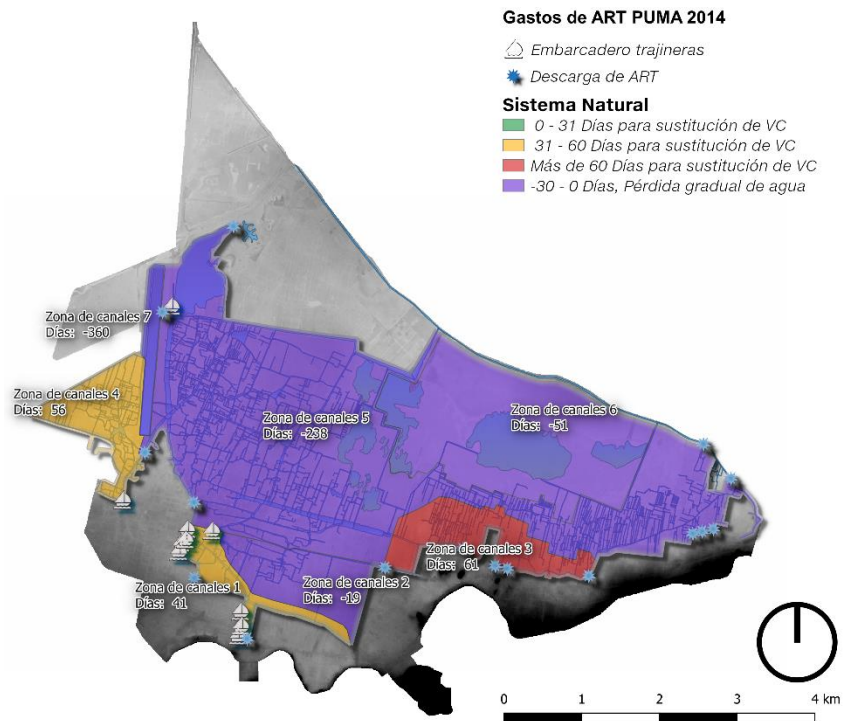 Gastos de ART PUMA 2014
Embarcadero trajineras
Descarga de ART
Sistema Natural
0 - 31 Días para sustitución de VC
31 - 60 Días para sustitución de VC
Más de 60 Días para sustitución de VC
-30 - 0 Días, Pérdida gradual de agua
Zona de canales 7
Días: -360
Zona de canales 4
Días: 56
Zona de canales 5
Días: -238
Zona de canales 6
Días: -51
Zona de canales 3
Días: 61
Zona de canales 2
Días: -19
Zona de canales 1
Días: 41
0 1 2 3 4 km